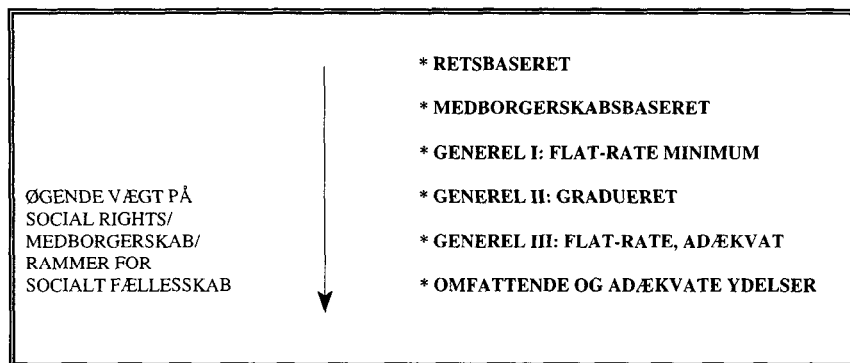 * RETSBASERET
* MEDBORGERSKABSBASERET
* GENEREL I: FLAT-RATE MINIMUM
ØGENDE VÆGT PÅ
SOCIAL RIGHTS/
MEDBORGERSKAB/
RAMMER FOR
SOCIALT FÆLLESSKAB
* GENEREL II: GRADUERET
* GENEREL III: FLAT-RATE, ADÆKVAT
* OMFATTENDE OG ADÆKVATE YDELSER